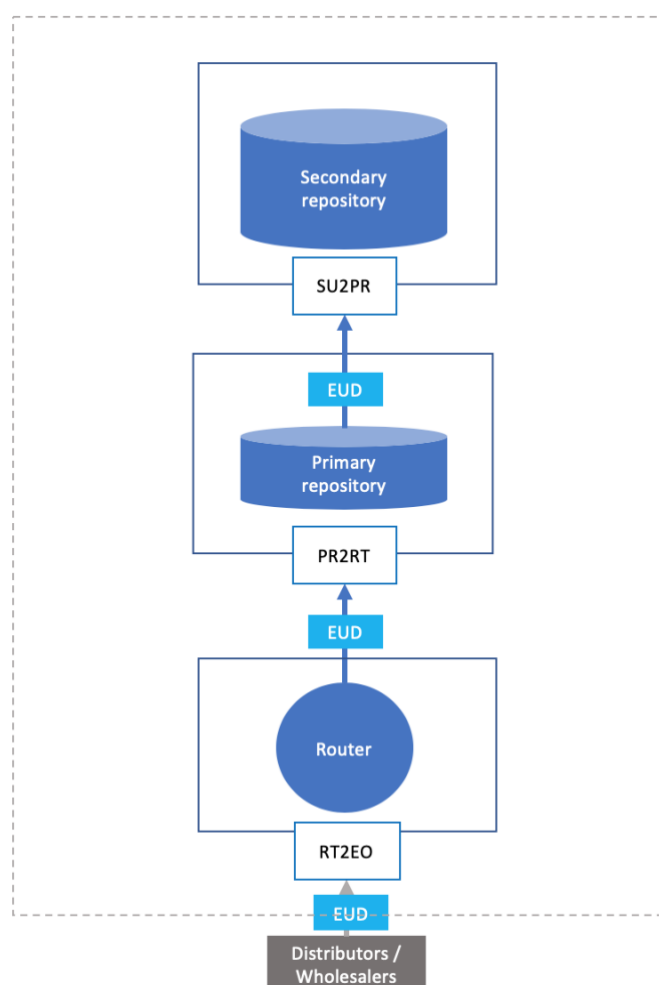 Secondary
repository
SU2PR
EUD
Primary
repository
PR2RT
EUD
Router
RT2EO
EUD
Distributors /
Wholesalers